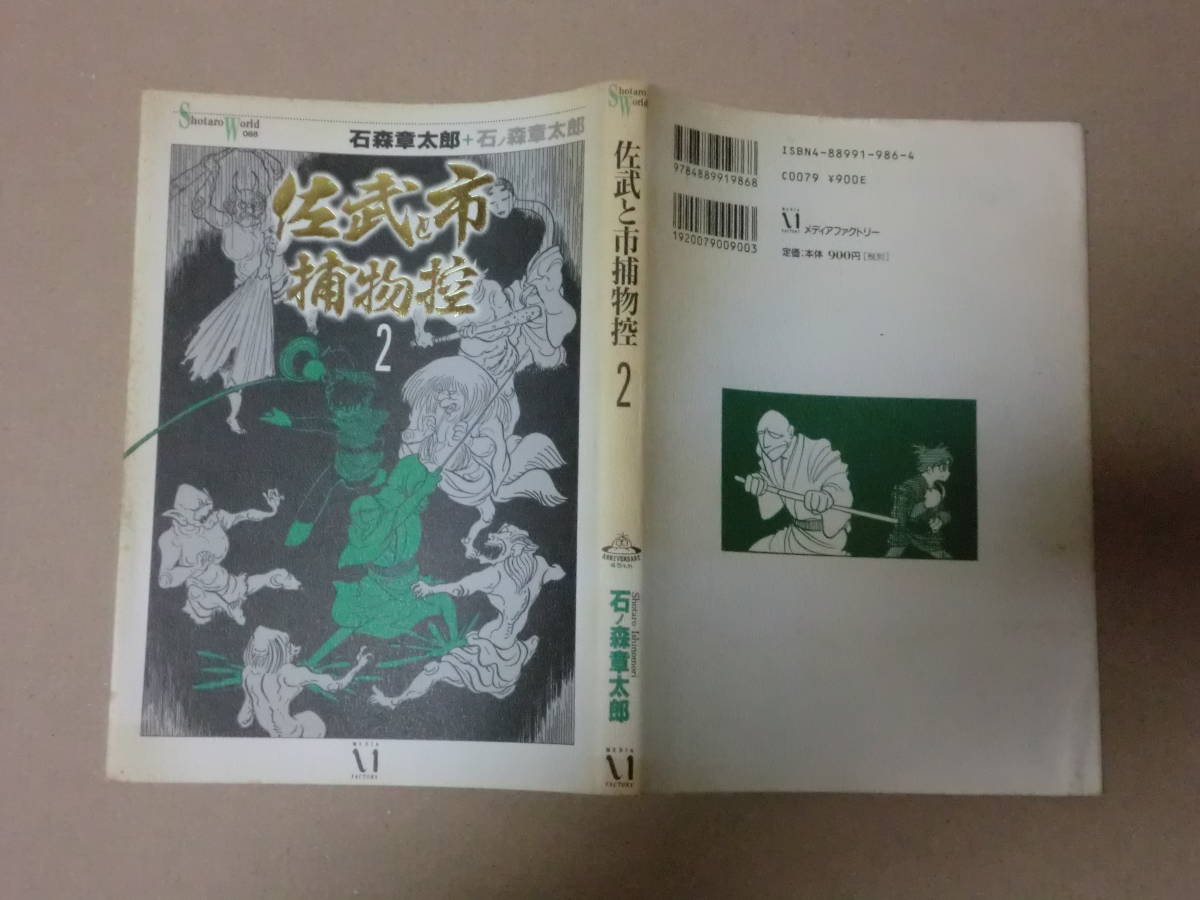 Shotaro World
088
石森章太郎+石ノ森章太郎
佐武と市
捕物控
2
MEDIA
FACTORY
Shotaro
World
佐武と市捕物控 2
ANNIVERSARY
Shotaro Ishinomori
石ノ森章太郎
MEDIA
FACTORY
9784889919868
ISBN4-88991-986-4
C0079 ¥900E
1920079009003
MEDIA
FACTORY
メディアファクトリー
定価:本体 900円[税別]